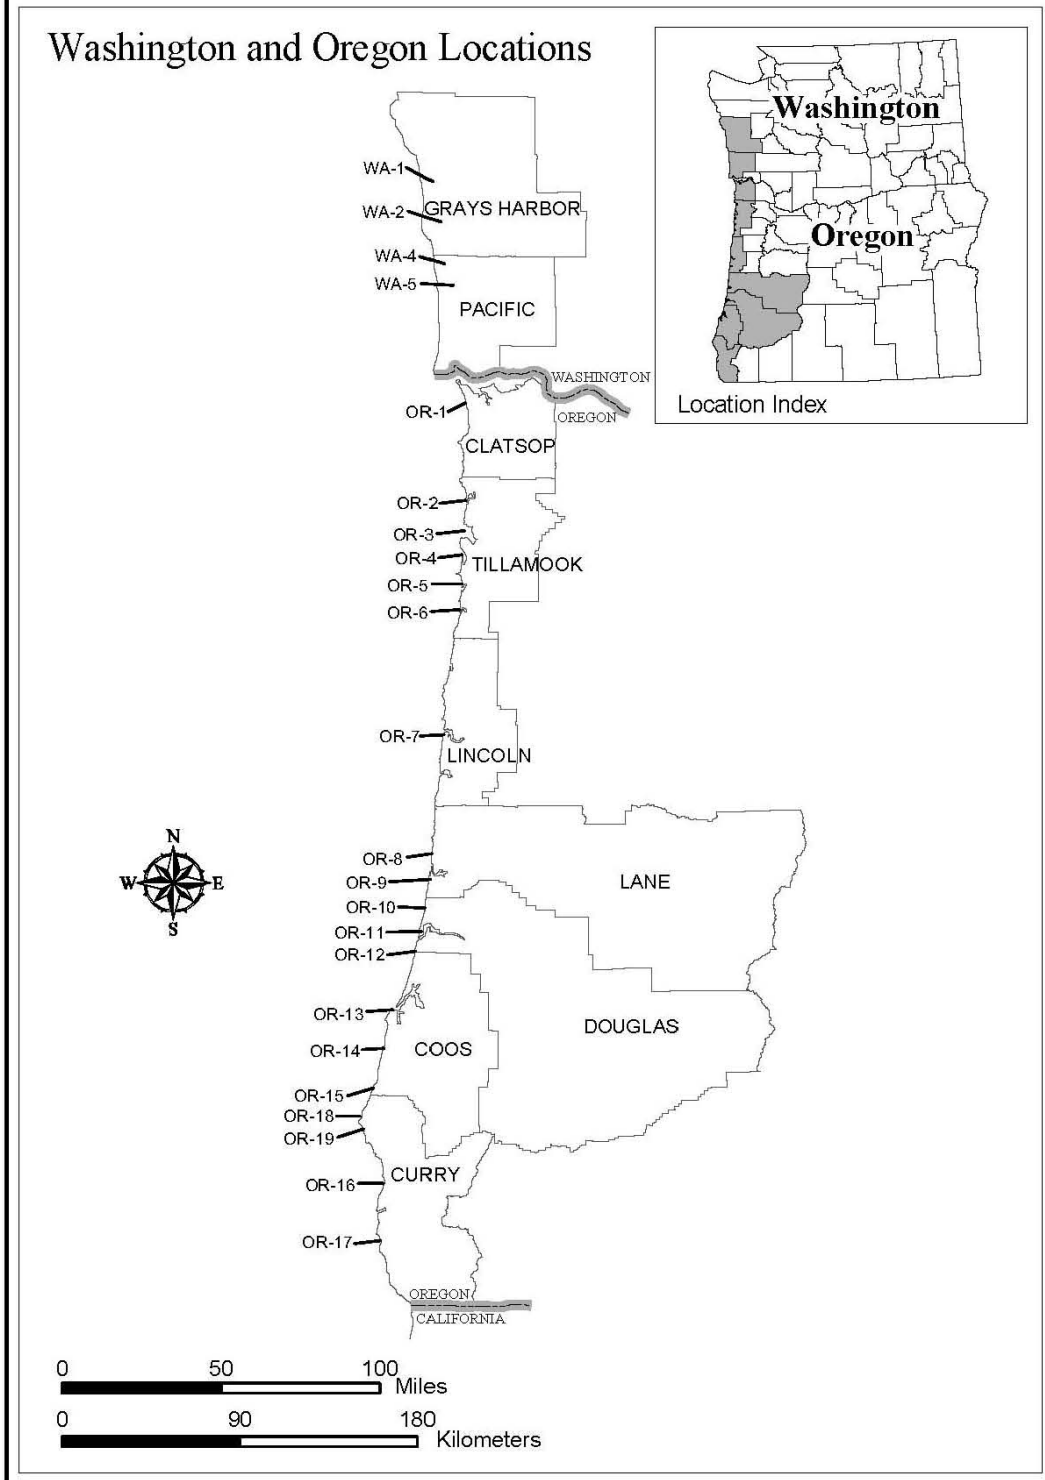 Washington and Oregon Locations
Washington
Oregon
Location Index
WA-1
WA-2
GRAYS HARBOR
WA-4
WA-5
PACIFIC
WASHINGTON
OREGON
OR-1
CLATSOP
OR-2
OR-3
OR-4
TILLAMOOK
OR-5
OR-6
OR-7
LINCOLN
N
W
E
S
OR-8
OR-9
LANE
OR-10
OR-11
OR-12
OR-13
DOUGLAS
OR-14
COOS
OR-15
OR-18
OR-19
CURRY
OR-16
OR-17
OREGON
CALIFORNIA
0 50 100
Miles
0 90 180
Kilometers